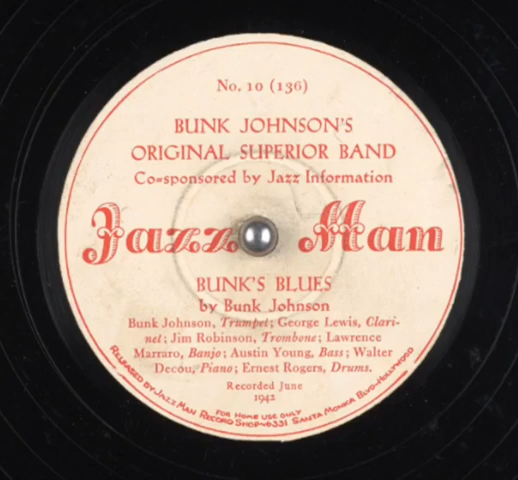 No. 10 (136)
BUNK JOHNSON'S
ORIGINAL SUPERIOR BAND
Co=sponsored by Jazz Information
Jazz Man
BUNK'S BLUES
by Bunk Johnson
Bunk Johnson, Trumpet; George Lewis, Clari-
net; Jim Robinson, Trombone; Lawrence
Marraro, Banjo; Austin Young, Bass; Walter
Decou, Piano; Ernest Rogers, Drums.
Recorded June
1942
FOR HOME USE ONLY
RELEASED BY JAZZ MAN RECORD SHOP~6331 SANTA MONICA BLVD~HOLLYWOOD